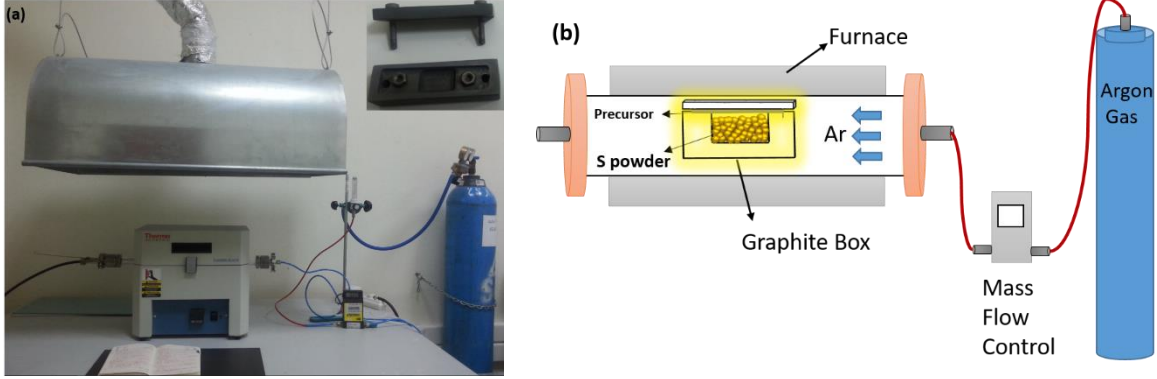 (a)
Thermo
(b)
Furnace
Precursor
S powder
Ar
Graphite Box
Argon
Gas
Mass
Flow
Control